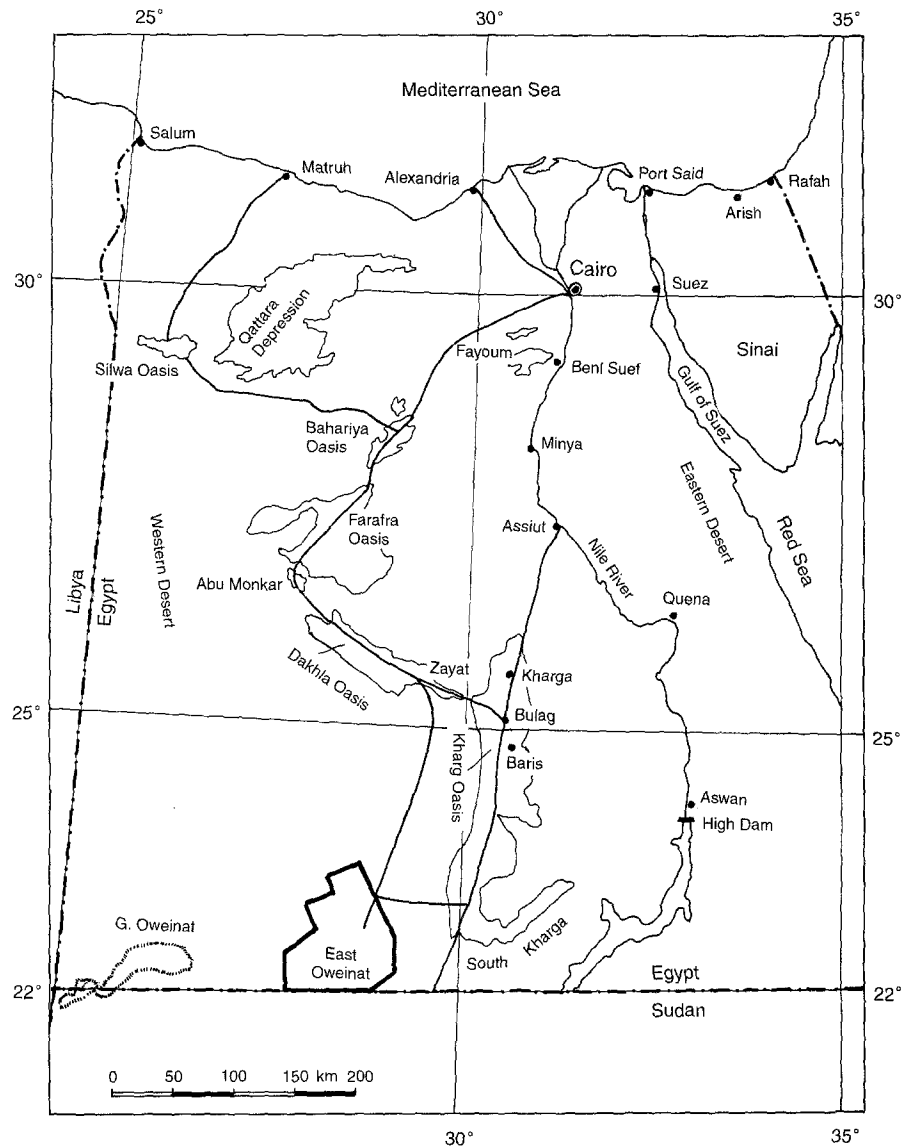 25°
30°
35°
Mediterranean Sea
Salum
Matruh
Alexandria
Port Said
Rafah
Arish
30°
Cairo
Suez
30°
Qattara
Depression
Sinai
Fayoum
Silwa Oasis
Beni Suef
Gulf of Suez
Bahariya
Oasis
Minya
Eastern Desert
Red Sea
Farafra
Oasis
Assiut
Western Desert
Nile River
Libya
Egypt
Abu Monkar
Quena
Dakhla Oasis
Zayat
Kharga
25°
Bulag
25°
Kharg Oasis
Baris
Aswan
High Dam
G. Oweinat
East
Oweinat
South
Kharga
Egypt
22°
22°
Sudan
0 50 100 150 km 200
30°
35°